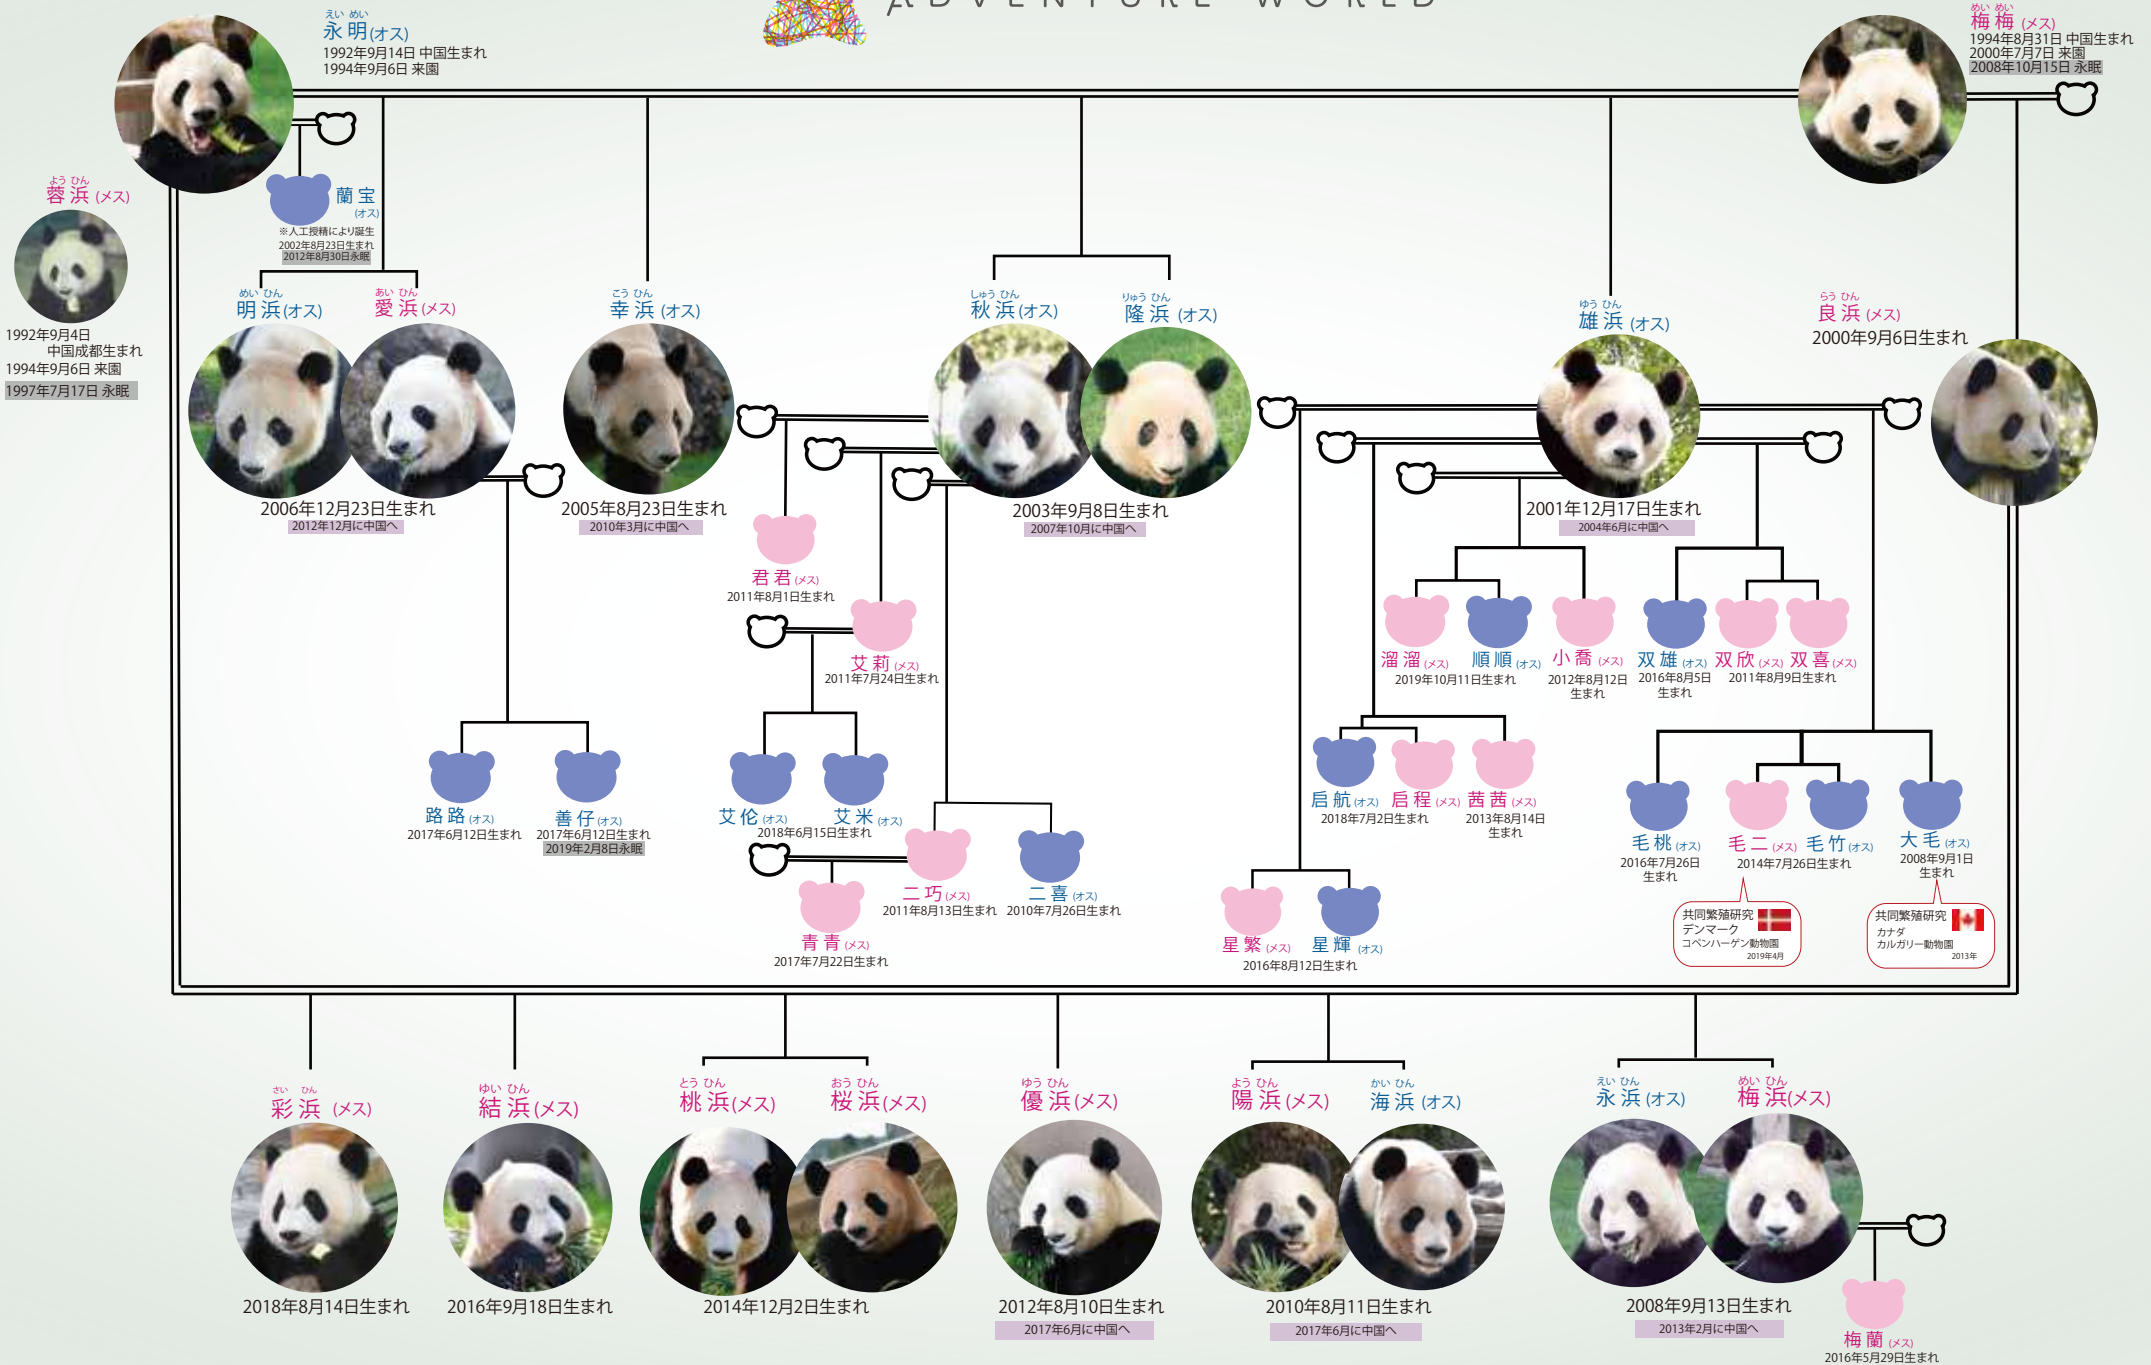 ADVENTURE WORLD
えい めい
永明(オス)
1992年9月14日 中国生まれ
1994年9月6日 来園
めい めい
梅梅(メス)
1994年8月31日 中国生まれ
2000年7月7日 来園
2008年10月15日 永眠
よう ひん
蓉浜(メス)
1992年9月4日
中国成都生まれ
1994年9月6日 来園
1997年7月17日 永眠
蘭宝
(オス)
※人工授精により誕生
2002年8月23日生まれ
2012年8月30日永眠
めい ひん
明浜(オス)
あい ひん
愛浜(メス)
2006年12月23日生まれ
2012年12月に中国へ
こう ひん
幸浜(オス)
2005年8月23日生まれ
2010年3月に中国へ
しゅう ひん
秋浜(オス)
りゅう ひん
隆浜(オス)
2003年9月8日生まれ
2007年10月に中国へ
ゆう ひん
雄浜(オス)
2001年12月17日生まれ
2004年6月に中国へ
らう ひん
良浜(メス)
2000年9月6日生まれ
君君(メス)
2011年8月1日生まれ
艾莉(メス)
2011年7月24日生まれ
溜溜(メス)
順順(オス)
2019年10月11日生まれ
小喬(メス)
2012年8月12日
生まれ
双雄(オス)
2016年8月5日
生まれ
双欣(メス)
双喜(メス)
2011年8月9日生まれ
路路(オス)
2017年6月12日生まれ
善仔(オス)
2017年6月12日生まれ
2019年2月8日永眠
艾伦(オス)
艾米(オス)
2018年6月15日生まれ
启航(オス)
启程(メス)
2018年7月2日生まれ
茜茜(メス)
2013年8月14日
生まれ
毛桃(オス)
2016年7月26日
生まれ
毛二(メス)
毛竹(オス)
2014年7月26日生まれ
大毛(オス)
2008年9月1日
生まれ
二巧(メス)
2011年8月13日生まれ
二喜(オス)
2010年7月26日生まれ
青青(メス)
2017年7月22日生まれ
星繁(メス)
星輝(オス)
2016年8月12日生まれ
共同繁殖研究
デンマーク
コペンハーゲン動物園
2019年4月
共同繁殖研究
カナダ
カルガリー動物園
2013年
さい ひん
彩浜(メス)
2018年8月14日生まれ
ゆい ひん
結浜(メス)
2016年9月18日生まれ
とう ひん
桃浜(メス)
おう ひん
桜浜(メス)
2014年12月2日生まれ
ゆう ひん
優浜(メス)
2012年8月10日生まれ
2017年6月に中国へ
よう ひん
陽浜(メス)
かい ひん
海浜(オス)
2010年8月11日生まれ
2017年6月に中国へ
えい ひん
永浜(オス)
めい ひん
梅浜(メス)
2008年9月13日生まれ
2013年2月に中国へ
梅蘭(メス)
2016年5月29日生まれ